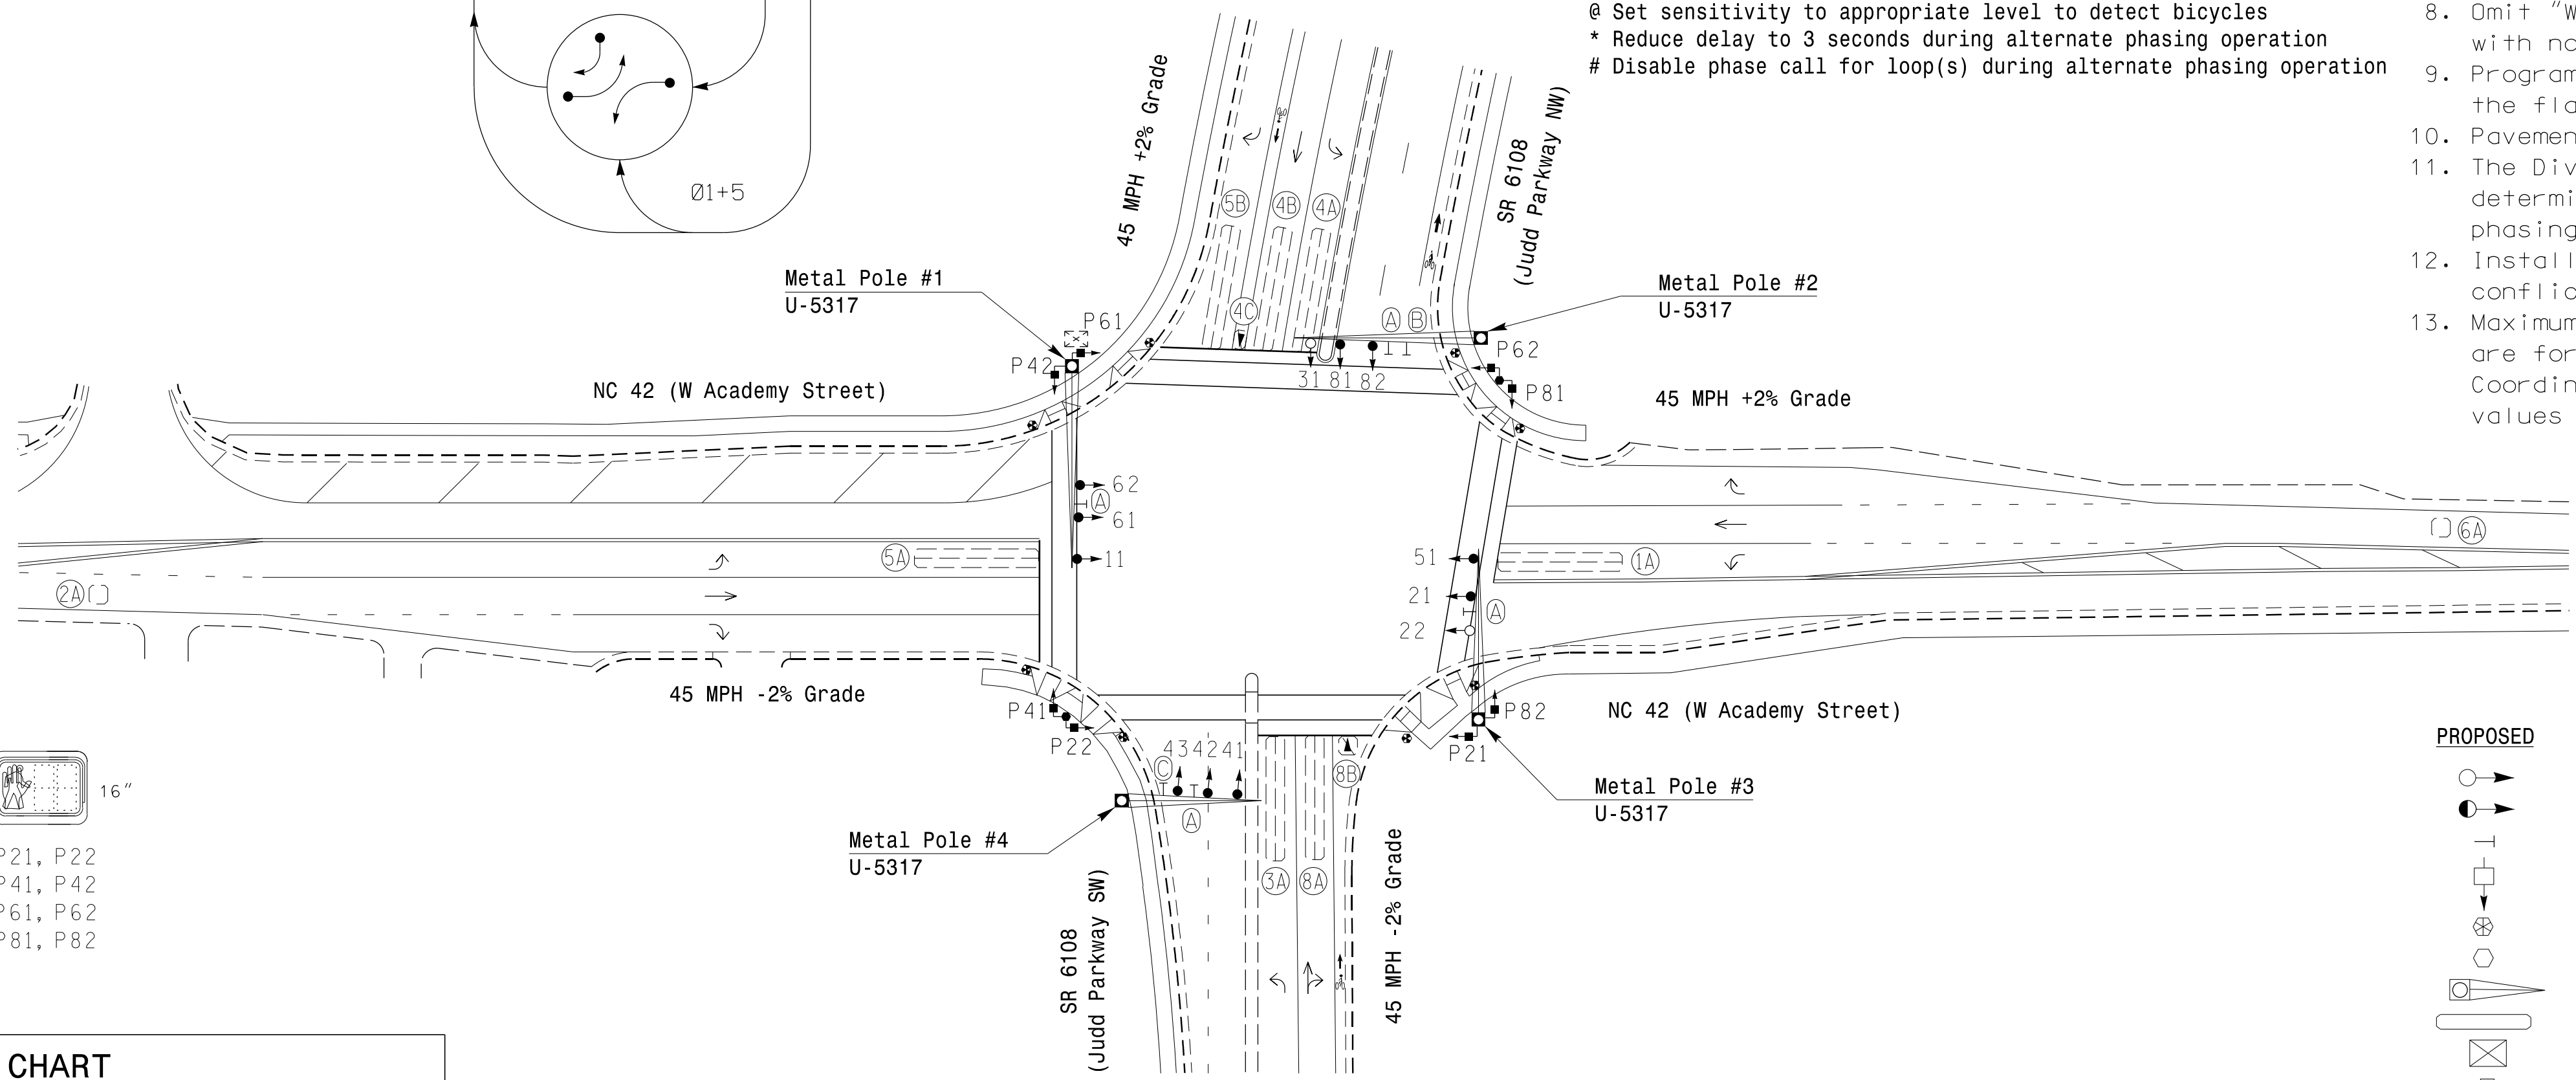 @ Set sensitivity to appropriate level to detect bicycles
* Reduce delay to 3 seconds during alternate phasing operation
# Disable phase call for loop(s) during alternate phasing operation
8. Omit "W
with no
9. Program
the fla
10. Pavemen
11. The Div
determi
phasing
12. Install
conflic
13. Maximum
are for
Coordin
values
Ø1+5
45 MPH +2% Grade
SR 6108
(Judd Parkway NW)
5B
4B
4A
4C
Metal Pole #1
U-5317
Metal Pole #2
U-5317
P61
P42
A
B
P62
P81
31
81
82
NC 42 (W Academy Street)
45 MPH +2% Grade
62
A
61
11
5A
2A
51
21
22
A
1A
6A
45 MPH -2% Grade
NC 42 (W Academy Street)
P41
P22
P82
P21
43
42
41
C
A
8B
3A
8A
Metal Pole #3
U-5317
Metal Pole #4
U-5317
SR 6108
(Judd Parkway SW)
45 MPH -2% Grade
16"
P21, P22
P41, P42
P61, P62
P81, P82
PROPOSED
CHART